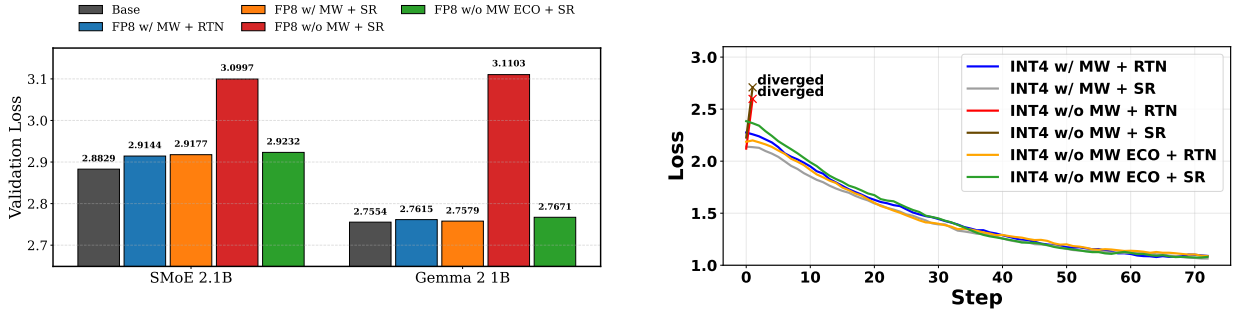 Base
FP8 w/ MW + SR
FP8 w/o MW ECO + SR
FP8 w/ MW + RTN
FP8 w/o MW + SR
Validation Loss
3.1
3.0
2.9
2.8
2.7
2.8829
2.9144
2.9177
3.0997
2.9232
2.7554
2.7615
2.7579
3.1103
2.7671
SMoE 2.1B
Gemma 2 1B
Loss
3.0
2.5
2.0
1.5
1.0
diverged
diverged
INT4 w/ MW + RTN
INT4 w/ MW + SR
INT4 w/o MW + RTN
INT4 w/o MW + SR
INT4 w/o MW ECO + RTN
INT4 w/o MW ECO + SR
0 10 20 30 40 50 60 70
Step